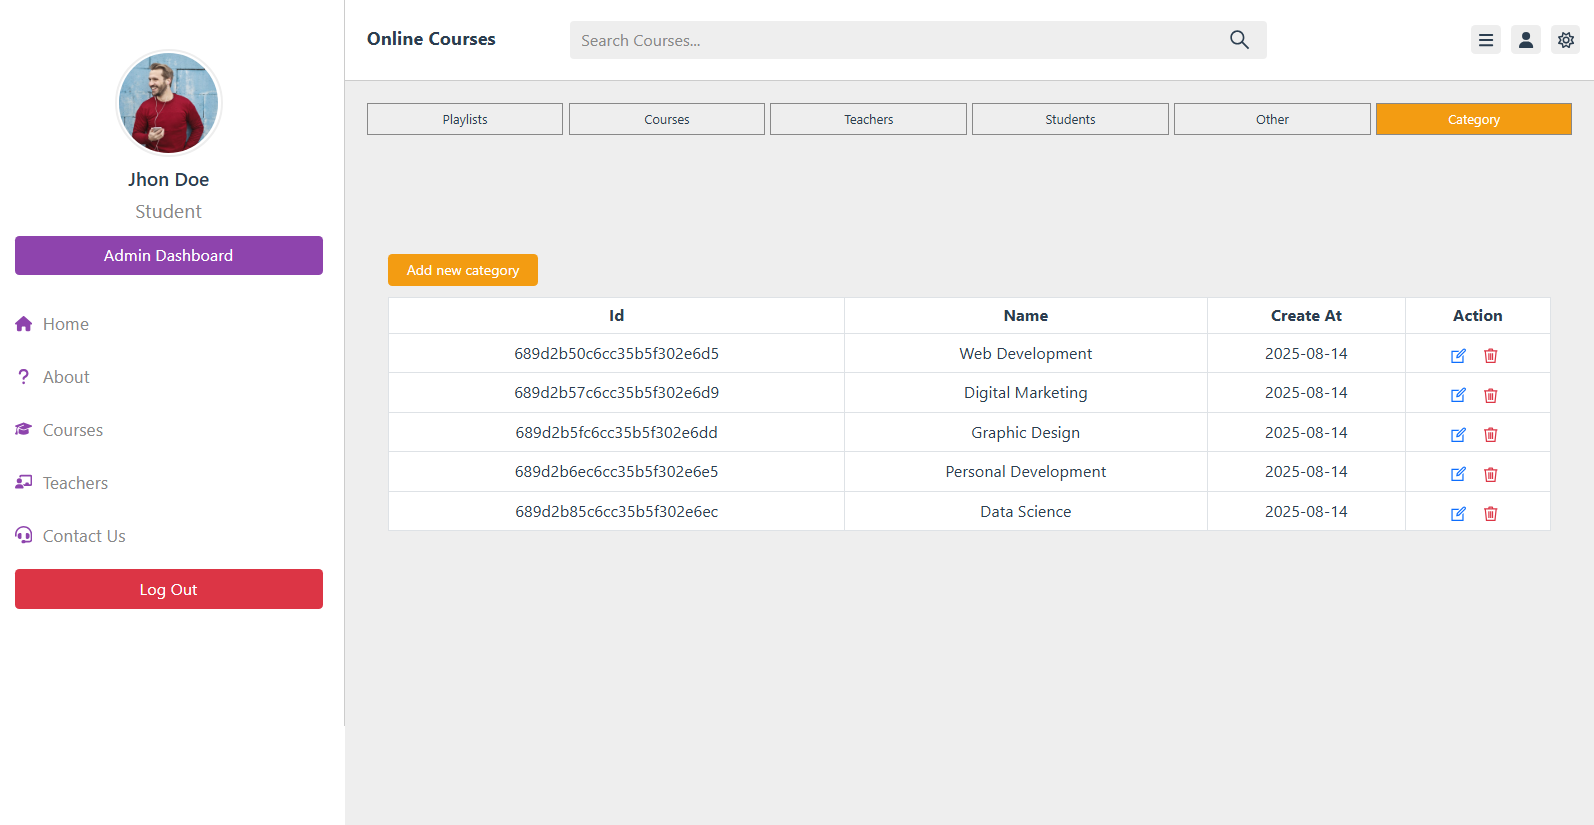 Jhon Doe
Student
Admin Dashboard
Home
About
Courses
Teachers
Contact Us
Log Out
Online Courses
Search Courses...
Playlists Courses Teachers Students Other Category
Add new category
Id Name Create At Action
689d2b50c6cc35b5f302e6d5 Web Development 2025-08-14
689d2b57c6cc35b5f302e6d9 Digital Marketing 2025-08-14
689d2b5fc6cc35b5f302e6dd Graphic Design 2025-08-14
689d2b6ec6cc35b5f302e6e5 Personal Development 2025-08-14
689d2b85c6cc35b5f302e6ec Data Science 2025-08-14